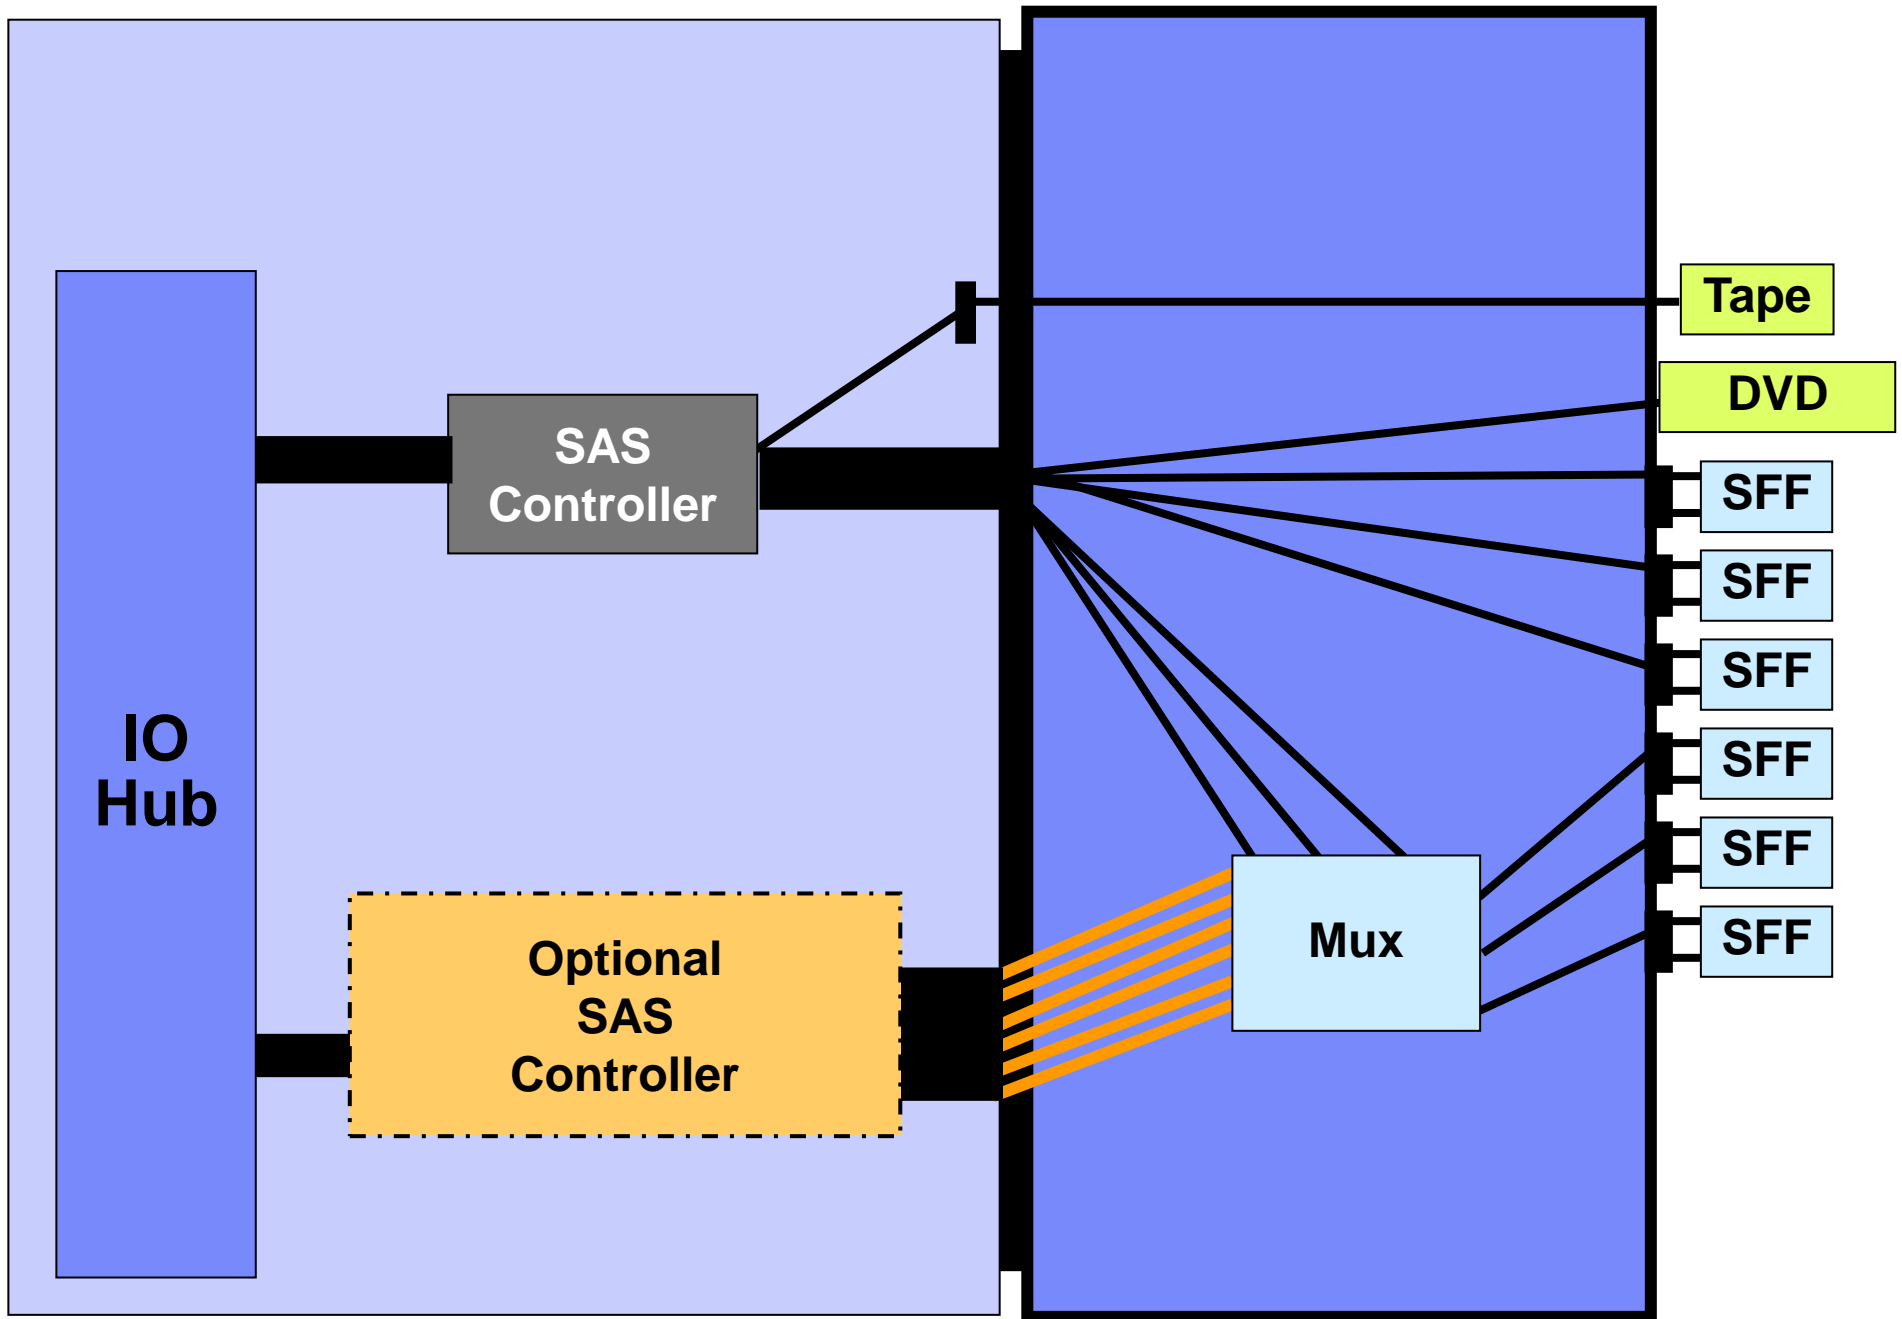 Tape
DVD
SAS
Controller
SFF
SFF
SFF
IO
Hub
SFF
SFF
Optional
SAS
Controller
Mux
SFF